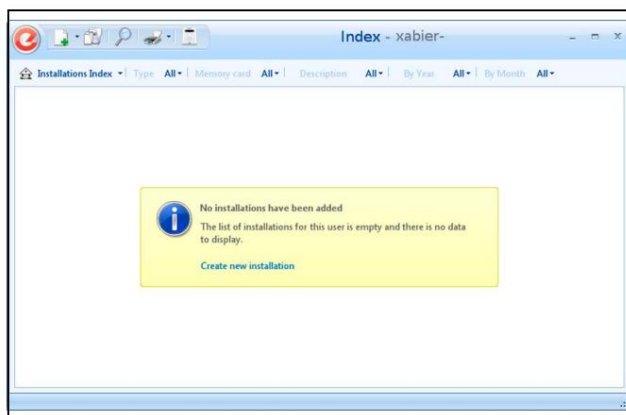 Index - xabier-
Installations Index Type All Memory card All Description All By Year All By Month All
No installations have been added
The list of installations for this user is empty and there is no data
to display.
Create new installation